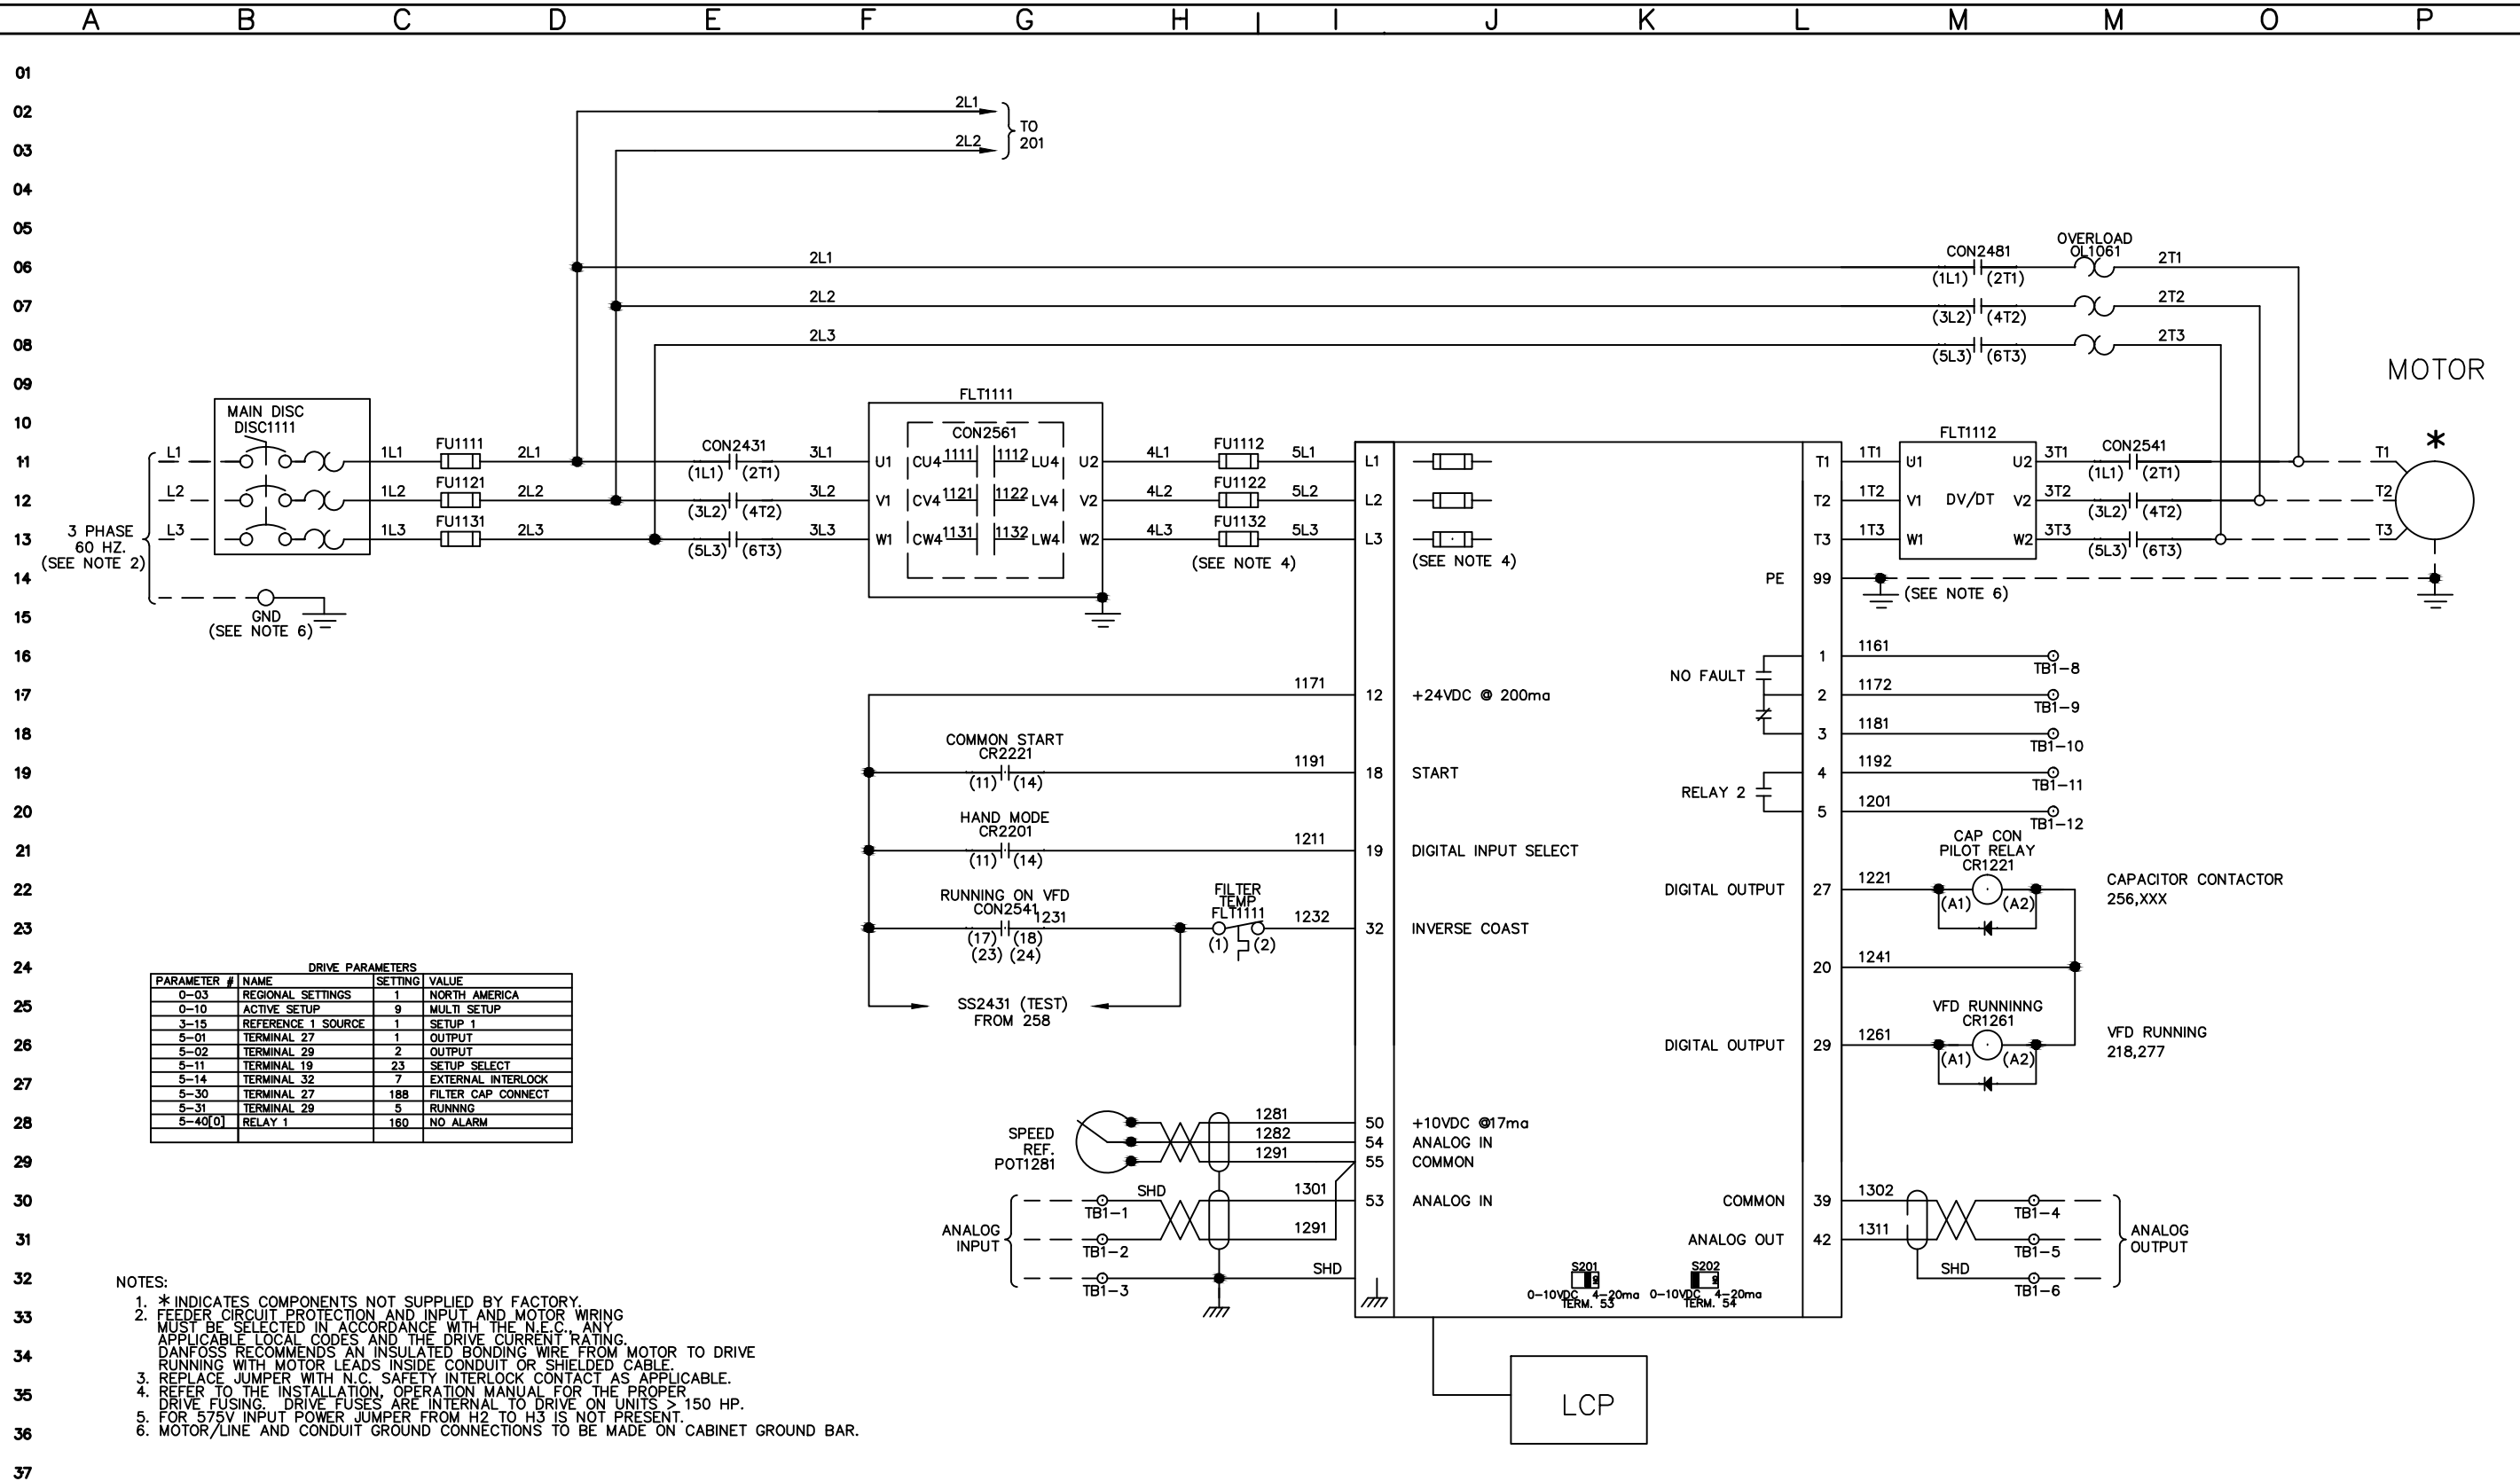 A B C D E F G H I J K L M M O P
01
02 2L1
TO
03 2L2 201
04
05
OVERLOAD
CON2481 OL1061
06 2L1 2T1
(1L1) (2T1)
07 2L2 2T2
(3L2) (4T2)
08 2L3 2T3
(5L3) (6T3)
09 MOTOR
FLT1111
MAIN DISC
DISC1111
10
CON2561 FLT1112 *
FU1111 CON2431 FU1112 CON2541
11 L1 1L1 2L1 3L1 U1 CU4 1111 1112 LU4 U2 4L1 5L1 L1 T1 1T1 U1 U2 3T1 T1
(1L1) (2T1) (1L1) (2T1)
FU1121 FU1122
12 L2 1L2 2L2 3L2 V1 CV4 1121 1122 LV4 V2 4L2 5L2 L2 T2 1T2 V1 DV/DT V2 3T2 T2
(3L2) (4T2) (3L2) (4T2)
FU1131 FU1132
13 L3 1L3 2L3 3L3 W1 CW4 1131 1132 LW4 W2 4L3 5L3 L3 T3 1T3 W1 W2 3T3 T3
(5L3) (6T3) (5L3) (6T3)
3 PHASE
60 HZ.
(SEE NOTE 2)
(SEE NOTE 4) (SEE NOTE 4)
14 PE 99
(SEE NOTE 6)
15 GND
(SEE NOTE 6)
16 1 1161
TB1-8
NO FAULT
17 1171 12 +24VDC @ 200ma 2 1172
TB1-9
18 3 1181
TB1-10
COMMON START
CR2221
19 1191 18 START 4 1192
(11) (14) TB1-11
RELAY 2
20 5 1201
TB1-12
HAND MODE
CR2201
CAP CON
PILOT RELAY
CR1221
21 1211 19 DIGITAL INPUT SELECT
(11) (14)
22 DIGITAL OUTPUT 27 1221
(A1) (A2)
CAPACITOR CONTACTOR
256,XXX
RUNNING ON VFD
CON2541
FILTER
TEMP
FLT1111
23 1231 1232 32 INVERSE COAST
(17) (18)
(23) (24)
(1) (2)
24 20 1241
25 SS2431 (TEST)
FROM 258
VFD RUNNINNG
CR1261
26 DIGITAL OUTPUT 29 1261
(A1) (A2)
VFD RUNNING
218,277
27
DRIVE PARAMETERS
PARAMETER # NAME SETTING VALUE
0-03 REGIONAL SETTINGS 1 NORTH AMERICA
0-10 ACTIVE SETUP 9 MULTI SETUP
3-15 REFERENCE 1 SOURCE 1 SETUP 1
5-01 TERMINAL 27 1 OUTPUT
5-02 TERMINAL 29 2 OUTPUT
5-11 TERMINAL 19 23 SETUP SELECT
5-14 TERMINAL 32 7 EXTERNAL INTERLOCK
5-30 TERMINAL 27 188 FILTER CAP CONNECT
5-31 TERMINAL 29 5 RUNNNG
5-40[0] RELAY 1 160 NO ALARM
28 1281 50 +10VDC @17ma
SPEED
REF.
POT1281
1282 54 ANALOG IN
29 1291 55 COMMON
30 SHD 1301 53 ANALOG IN COMMON 39 1302
TB1-1 TB1-4
ANALOG
INPUT
ANALOG
OUTPUT
31 1291 ANALOG OUT 42 1311
TB1-2 TB1-5
32 SHD SHD
TB1-3 TB1-6
S201 S202
0-10VDC 4-20ma 0-10VDC 4-20ma
TERM. 53 TERM. 54
33
34
35
36
37
LCP
NOTES:
1. * INDICATES COMPONENTS NOT SUPPLIED BY FACTORY.
2. FEEDER CIRCUIT PROTECTION AND INPUT AND MOTOR WIRING
MUST BE SELECTED IN ACCORDANCE WITH THE N.E.C., ANY
APPLICABLE LOCAL CODES AND THE DRIVE CURRENT RATING.
DANFOSS RECOMMENDS AN INSULATED BONDING WIRE FROM MOTOR TO DRIVE
RUNNING WITH MOTOR LEADS INSIDE CONDUIT OR SHIELDED CABLE.
3. REPLACE JUMPER WITH N.C. SAFETY INTERLOCK CONTACT AS APPLICABLE.
4. REFER TO THE INSTALLATION, OPERATION MANUAL FOR THE PROPER
DRIVE FUSING. DRIVE FUSES ARE INTERNAL TO DRIVE ON UNITS > 150 HP.
5. FOR 575V INPUT POWER JUMPER FROM H2 TO H3 IS NOT PRESENT.
6. MOTOR/LINE AND CONDUIT GROUND CONNECTIONS TO BE MADE ON CABINET GROUND BAR.